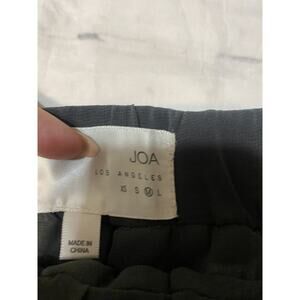 JOA
LOS ANGELES
XS S M L
MADE IN
CHINA